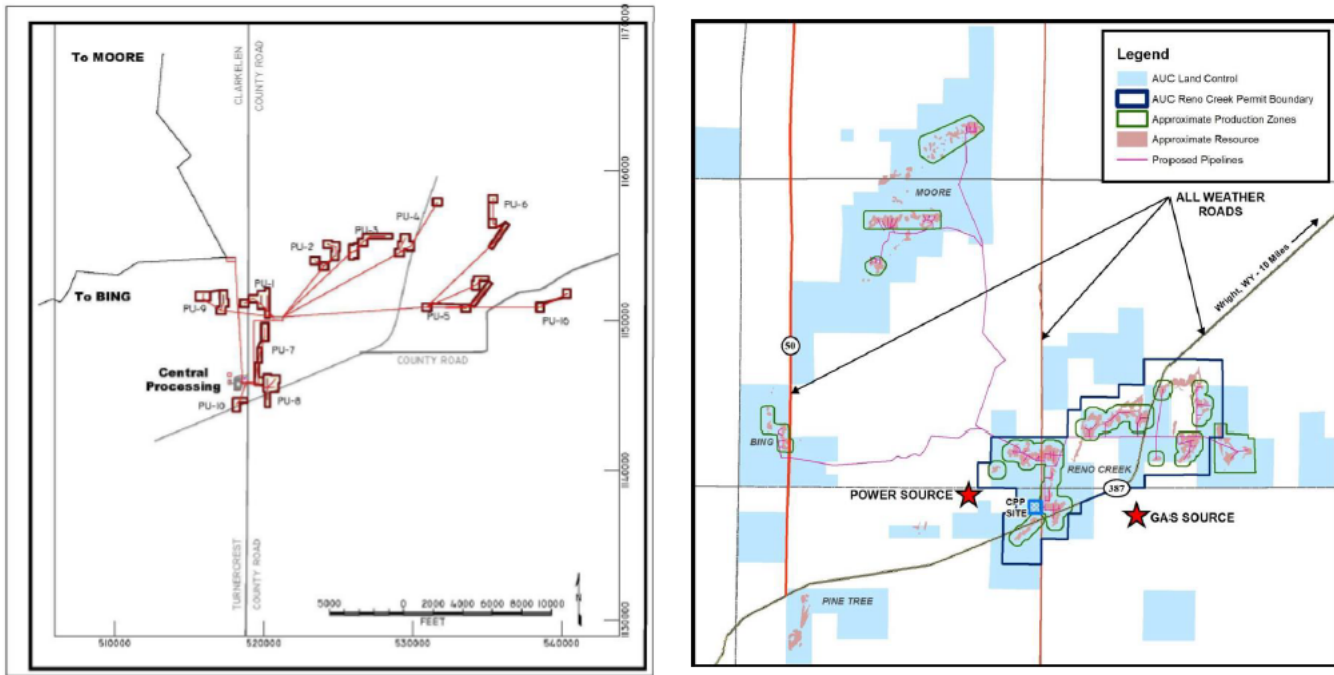 To MOORE
CLARKELEN
COUNTY ROAD
1170000
1160000
PU-6
PU-4
PU-3
PU-2
To BING
PU-1
PU-9
PU-5
PU-16
1150000
PU-7
COUNTY ROAD
Central
Processing
PU-10
PU-8
1140000
TURNERCREST
COUNTY ROAD
N
5000 0 2000 4000 6000 8000 10000
FEET
1130000
510000 520000 530000 540000
Legend
AUC Land Control
AUC Reno Creek Permit Boundary
Approximate Production Zones
Approximate Resource
Proposed Pipelines
MOORE
ALL WEATHER
ROADS
Wright, WY - 10 Miles
50
BING
RENO CREEK
387
POWER SOURCE
CPP
SITE
GAS SOURCE
PINE TREE